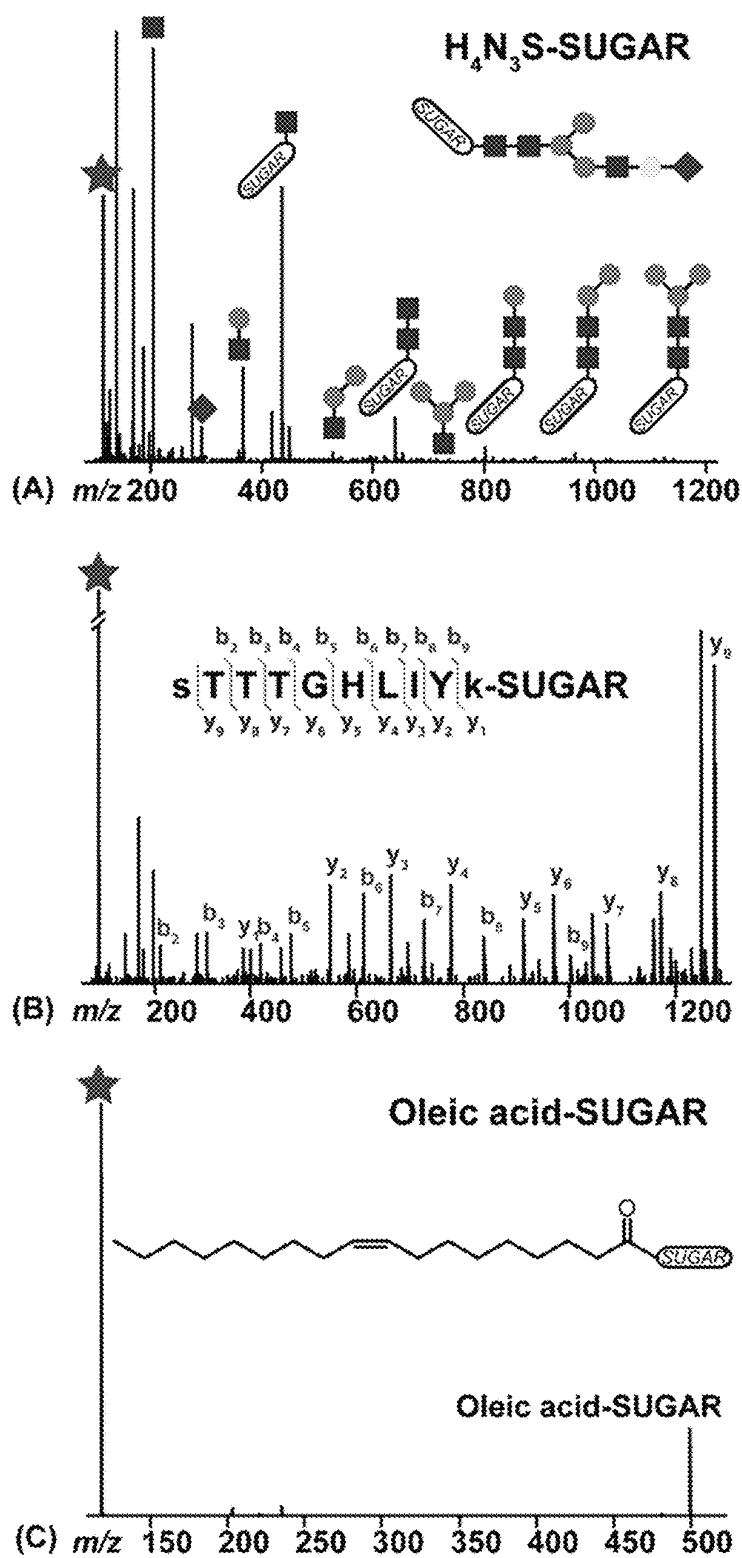 H₄N₃S-SUGAR
SUGAR
SUGAR
SUGAR
SUGAR
SUGAR
SUGAR
(A) m/z 200 400 600 800 1000 1200
y₉
b₂ b₃ b₄ b₅ b₆ b₇ b₈ b₉
sTTTGHLIYk-SUGAR
y₉ y₈ y₇ y₆ y₅ y₄ y₃ y₂ y₁
b₂ b₃ y₁ b₄ b₅ y₂ b₆ y₃ b₇ y₄ b₈ y₅ y₆ b₉ y₇ y₈
(B) m/z 200 400 600 800 1000 1200
Oleic acid-SUGAR
O
SUGAR
Oleic acid-SUGAR
(C) m/z 150 200 250 300 350 400 450 500